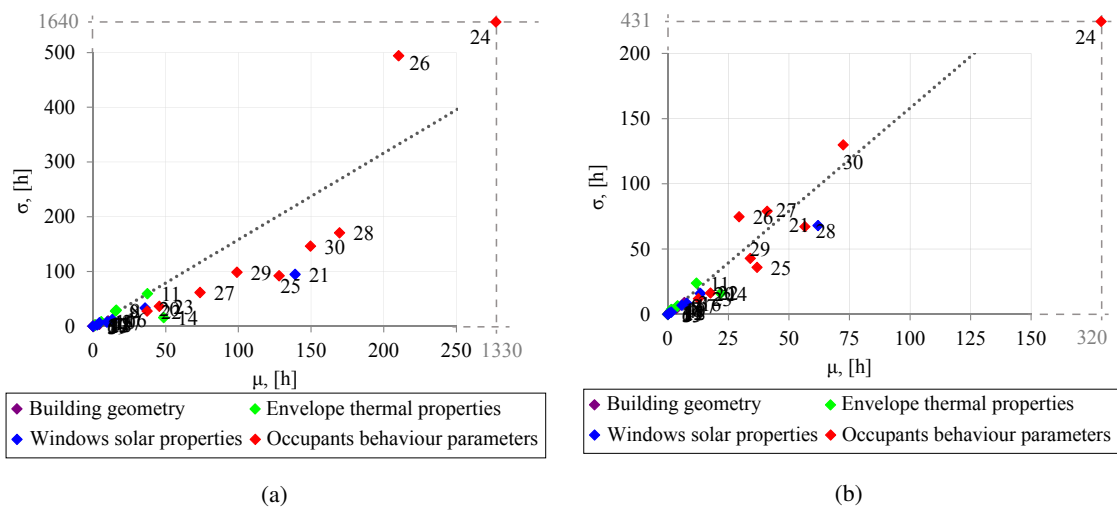 1640
24
500
26
400
σ, [h]
300
200
28
30
100
29
21
25
27
11
23
20
22
14
0
0 50 100 150 200 250 1330
μ, [h]
Building geometry
Envelope thermal properties
Windows solar properties
Occupants behaviour parameters
(a)
431
24
200
150
σ, [h]
30
100
26
27
21
28
50
29
25
11
14
0
0 25 50 75 100 125 150 320
μ, [h]
Building geometry
Envelope thermal properties
Windows solar properties
Occupants behaviour parameters
(b)